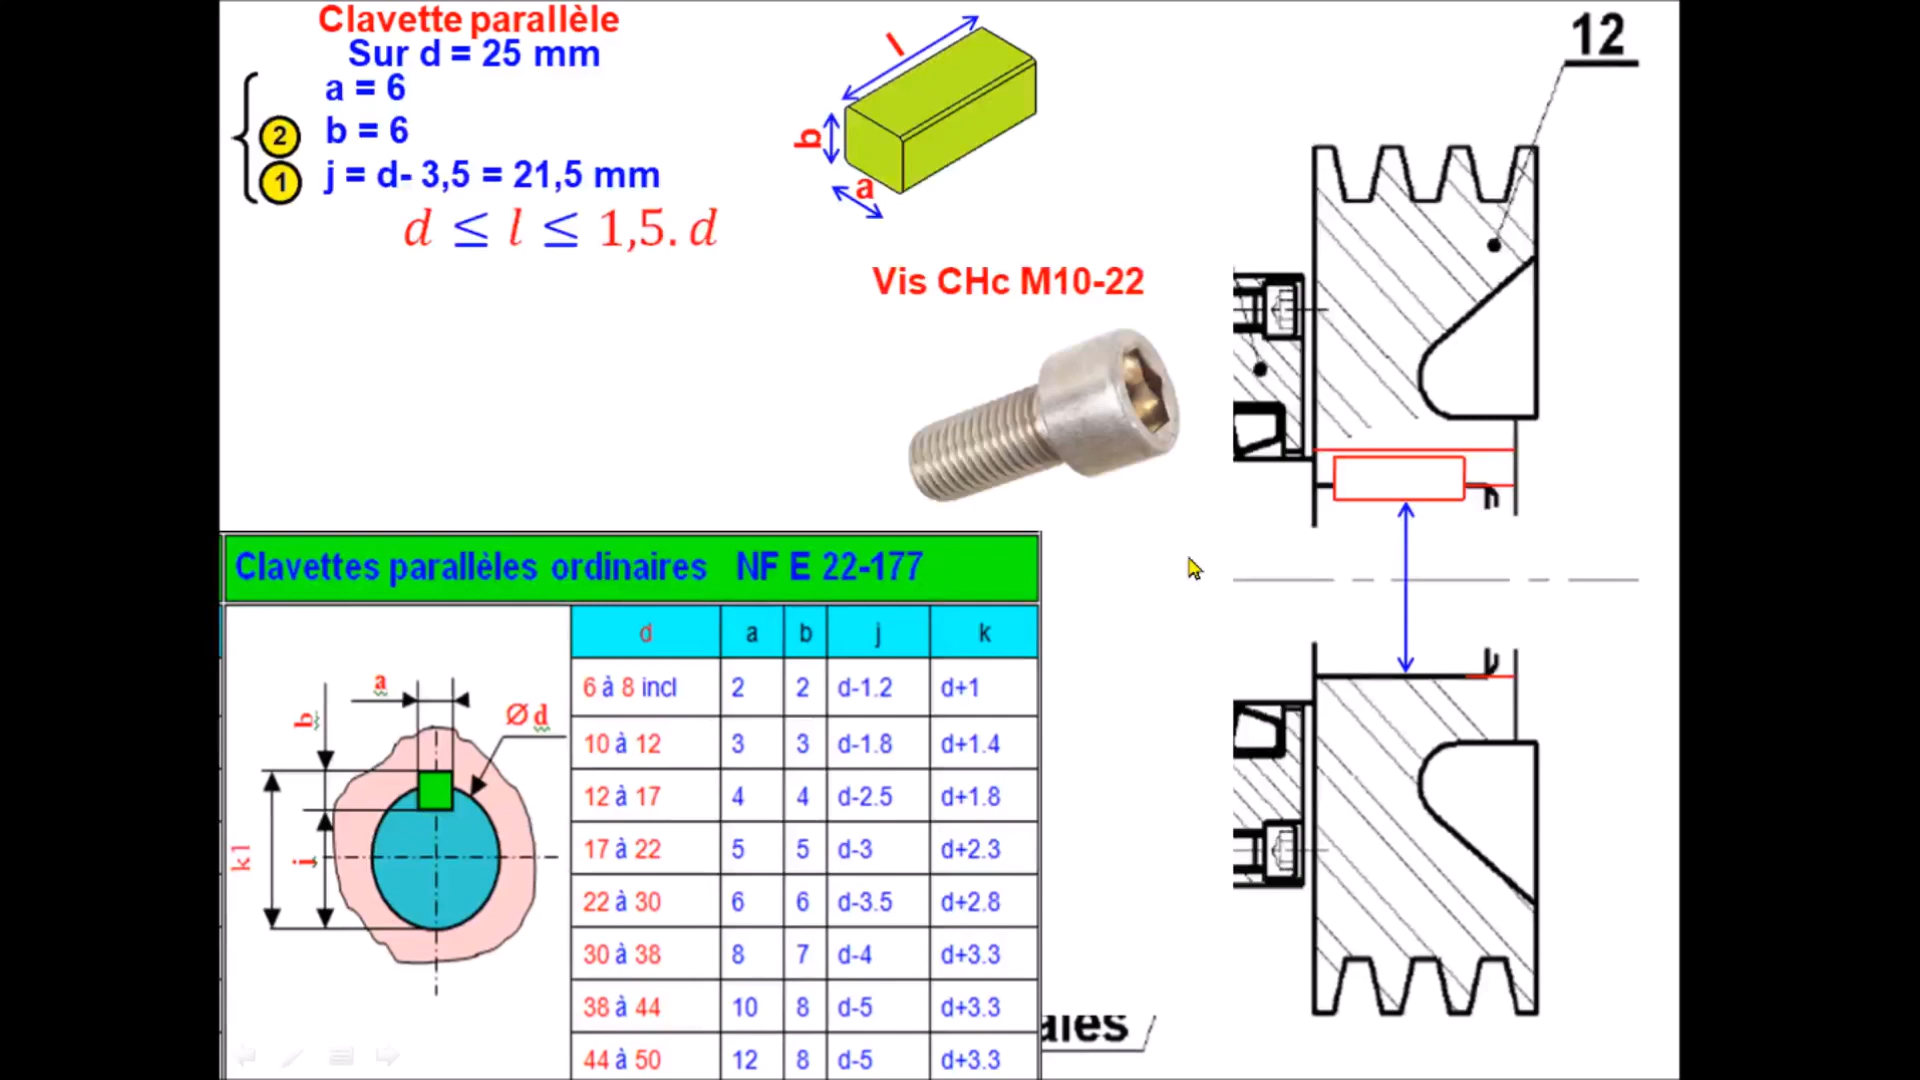 Clavette parallèle
Sur d = 25 mm
a = 6
2 b = 6
1 j = d- 3,5 = 21,5 mm
d ≤ l ≤ 1,5. d
l
b
a
Vis CHc M10-22
12
Clavettes parallèles ordinaires NF E 22-177
a
b
Ød
k1
j
d a b j k
6 à 8 incl 2 2 d-1.2 d+1
10 à 12 3 3 d-1.8 d+1.4
12 à 17 4 4 d-2.5 d+1.8
17 à 22 5 5 d-3 d+2.3
22 à 30 6 6 d-3.5 d+2.8
30 à 38 8 7 d-4 d+3.3
38 à 44 10 8 d-5 d+3.3
44 à 50 12 8 d-5 d+3.3